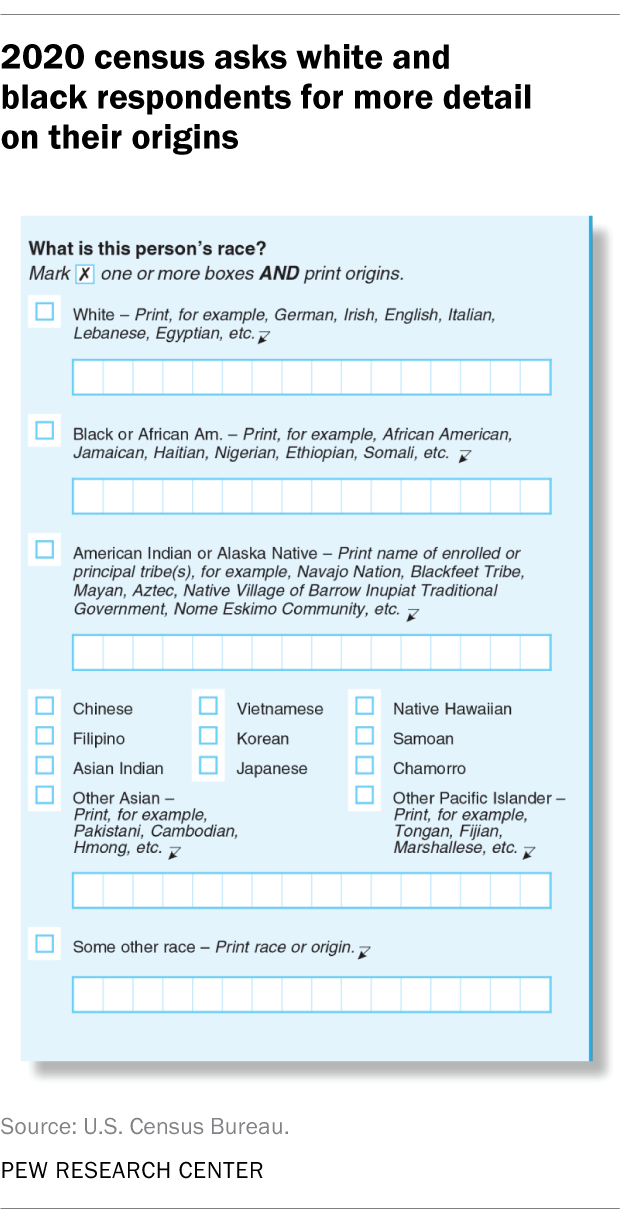 2020 census asks white and
black respondents for more detail
on their origins
What is this person's race?
Mark ✗ one or more boxes AND print origins.
White – Print, for example, German, Irish, English, Italian,
Lebanese, Egyptian, etc.
Black or African Am. – Print, for example, African American,
Jamaican, Haitian, Nigerian, Ethiopian, Somali, etc.
American Indian or Alaska Native – Print name of enrolled or
principal tribe(s), for example, Navajo Nation, Blackfeet Tribe,
Mayan, Aztec, Native Village of Barrow Inupiat Traditional
Government, Nome Eskimo Community, etc.
Chinese
Filipino
Asian Indian
Other Asian –
Print, for example,
Pakistani, Cambodian,
Hmong, etc.
Vietnamese
Korean
Japanese
Native Hawaiian
Samoan
Chamorro
Other Pacific Islander –
Print, for example,
Tongan, Fijian,
Marshallese, etc.
Some other race – Print race or origin.
Source: U.S. Census Bureau.
PEW RESEARCH CENTER